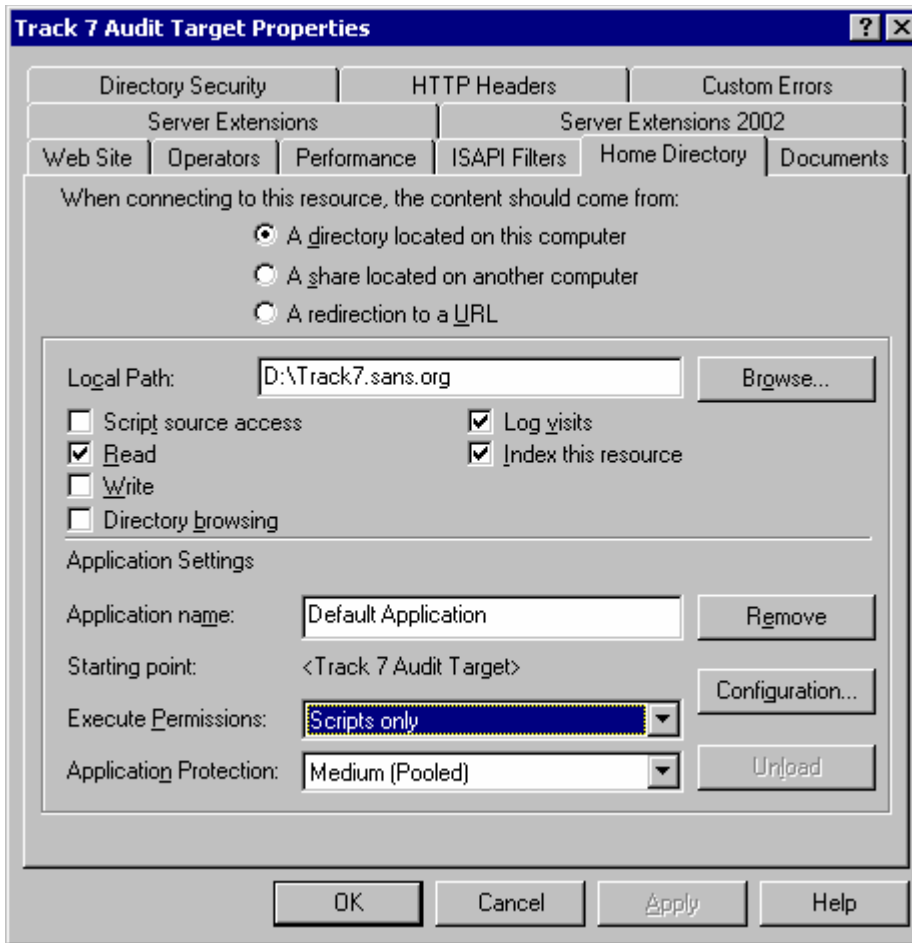 Track 7 Audit Target Properties
Directory Security HTTP Headers Custom Errors
Server Extensions Server Extensions 2002
Web Site Operators Performance ISAPI Filters Home Directory Documents
When connecting to this resource, the content should come from:
A directory located on this computer
A share located on another computer
A redirection to a URL
Local Path: D:\Track7.sans.org Browse...
Script source access Log visits
Read Index this resource
Write
Directory browsing
Application Settings
Application name: Default Application Remove
Starting point: <Track 7 Audit Target>
Configuration...
Execute Permissions: Scripts only
Application Protection: Medium (Pooled) Unload
OK Cancel Apply Help